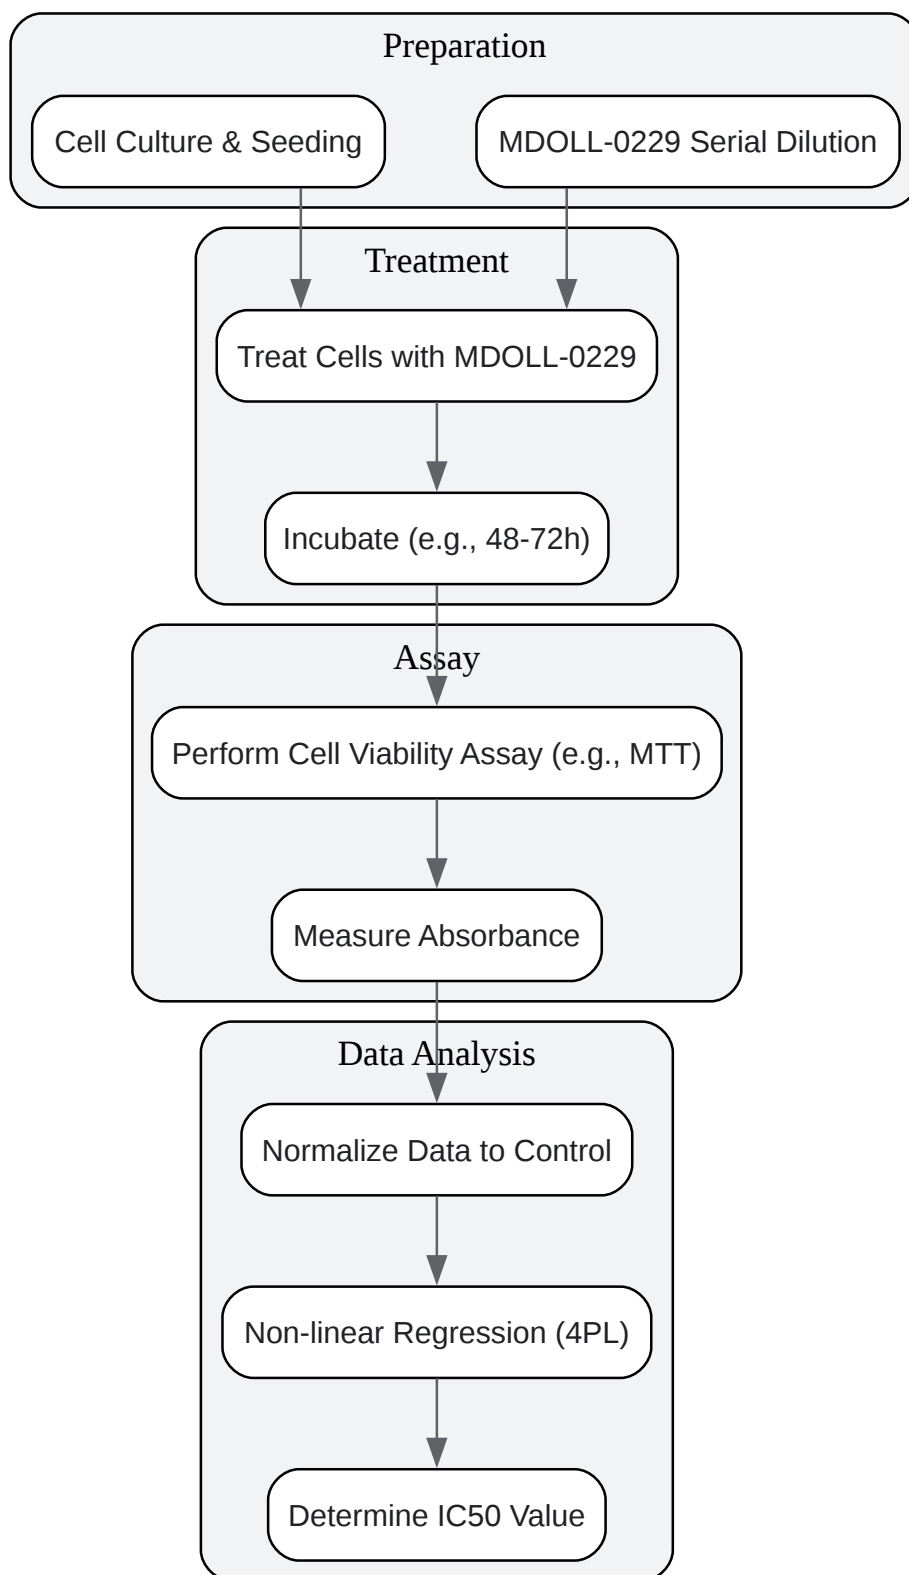 Preparation
Cell Culture & Seeding
MDOLL-0229 Serial Dilution
Treatment
Treat Cells with MDOLL-0229
Incubate (e.g., 48-72h)
Assay
Perform Cell Viability Assay (e.g., MTT)
Measure Absorbance
Data Analysis
Normalize Data to Control
Non-linear Regression (4PL)
Determine IC50 Value